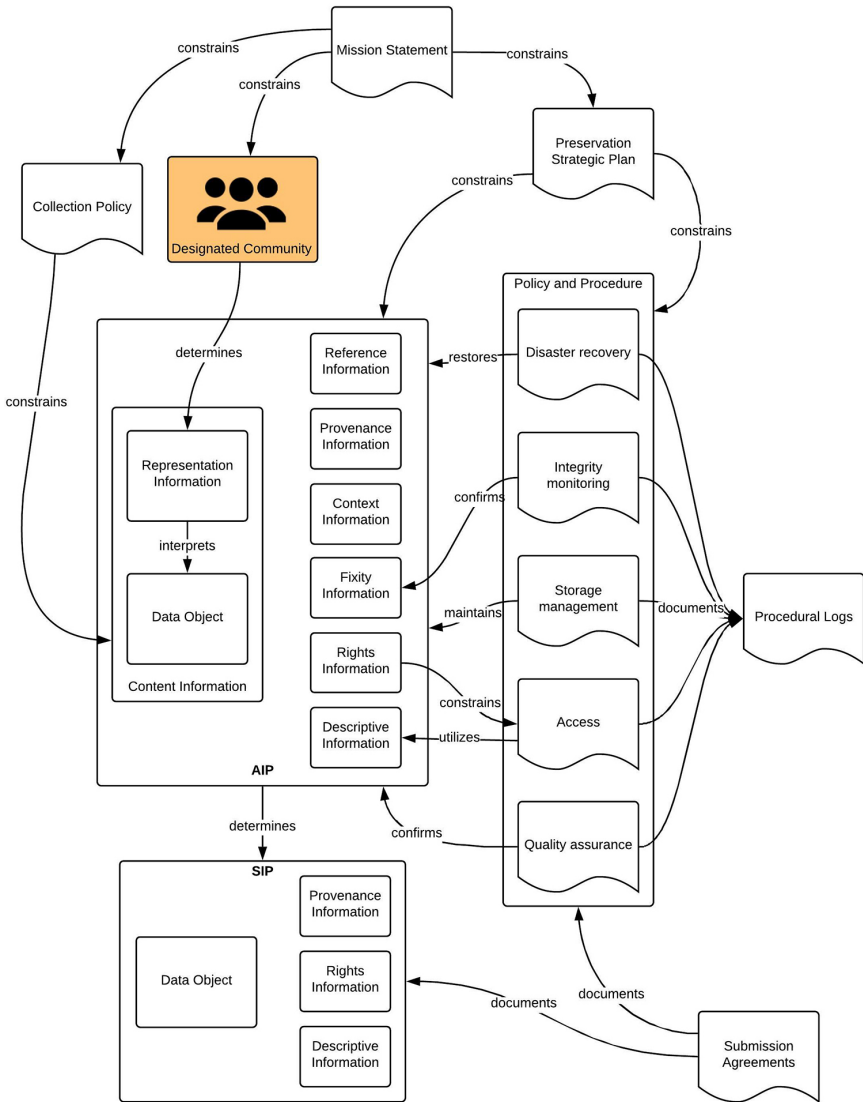 constrains
Mission Statement
constrains
constrains
Preservation
Strategic Plan
Collection Policy
Designated Community
constrains
constrains
Policy and Procedure
determines
Reference
Information
restores
Disaster recovery
constrains
Provenance
Information
Representation
Information
Integrity
monitoring
confirms
Context
Information
interprets
Fixity
Information
Data Object
Storage
management
maintains
documents
Procedural Logs
Rights
Information
Content Information
constrains
Access
Descriptive
Information
utilizes
AIP
determines
confirms
Quality assurance
SIP
Provenance
Information
Data Object
Rights
Information
documents
documents
Descriptive
Information
Submission
Agreements